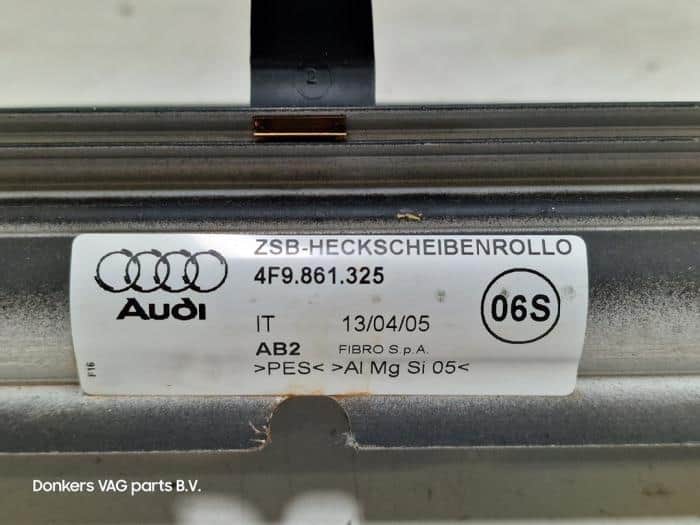 2
ZSB-HECKSCHEIBENROLLO
4F9.861.325
Audi
06S
IT 13/04/05
AB2 FIBRO S.p.A.
>PES< >Al Mg Si 05<
F16
Donkers VAG parts B.V.